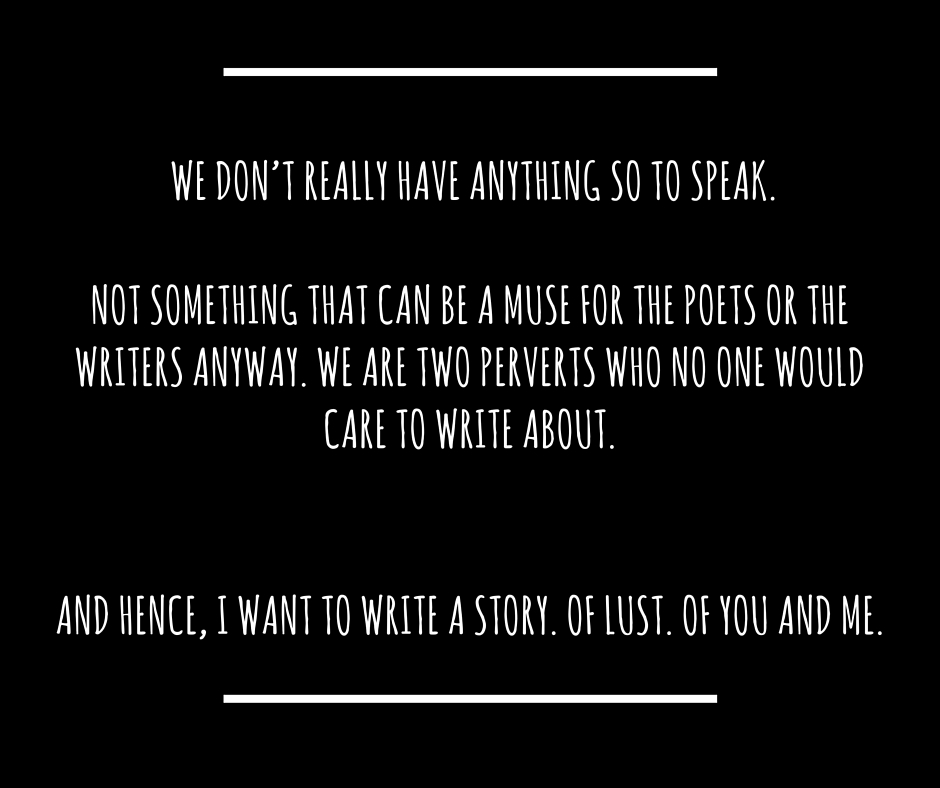 WE DON’T REALLY HAVE ANYTHING SO TO SPEAK.
NOT SOMETHING THAT CAN BE A MUSE FOR THE POETS OR THE
WRITERS ANYWAY. WE ARE TWO PERVERTS WHO NO ONE WOULD
CARE TO WRITE ABOUT.
AND HENCE, I WANT TO WRITE A STORY. OF LUST. OF YOU AND ME.